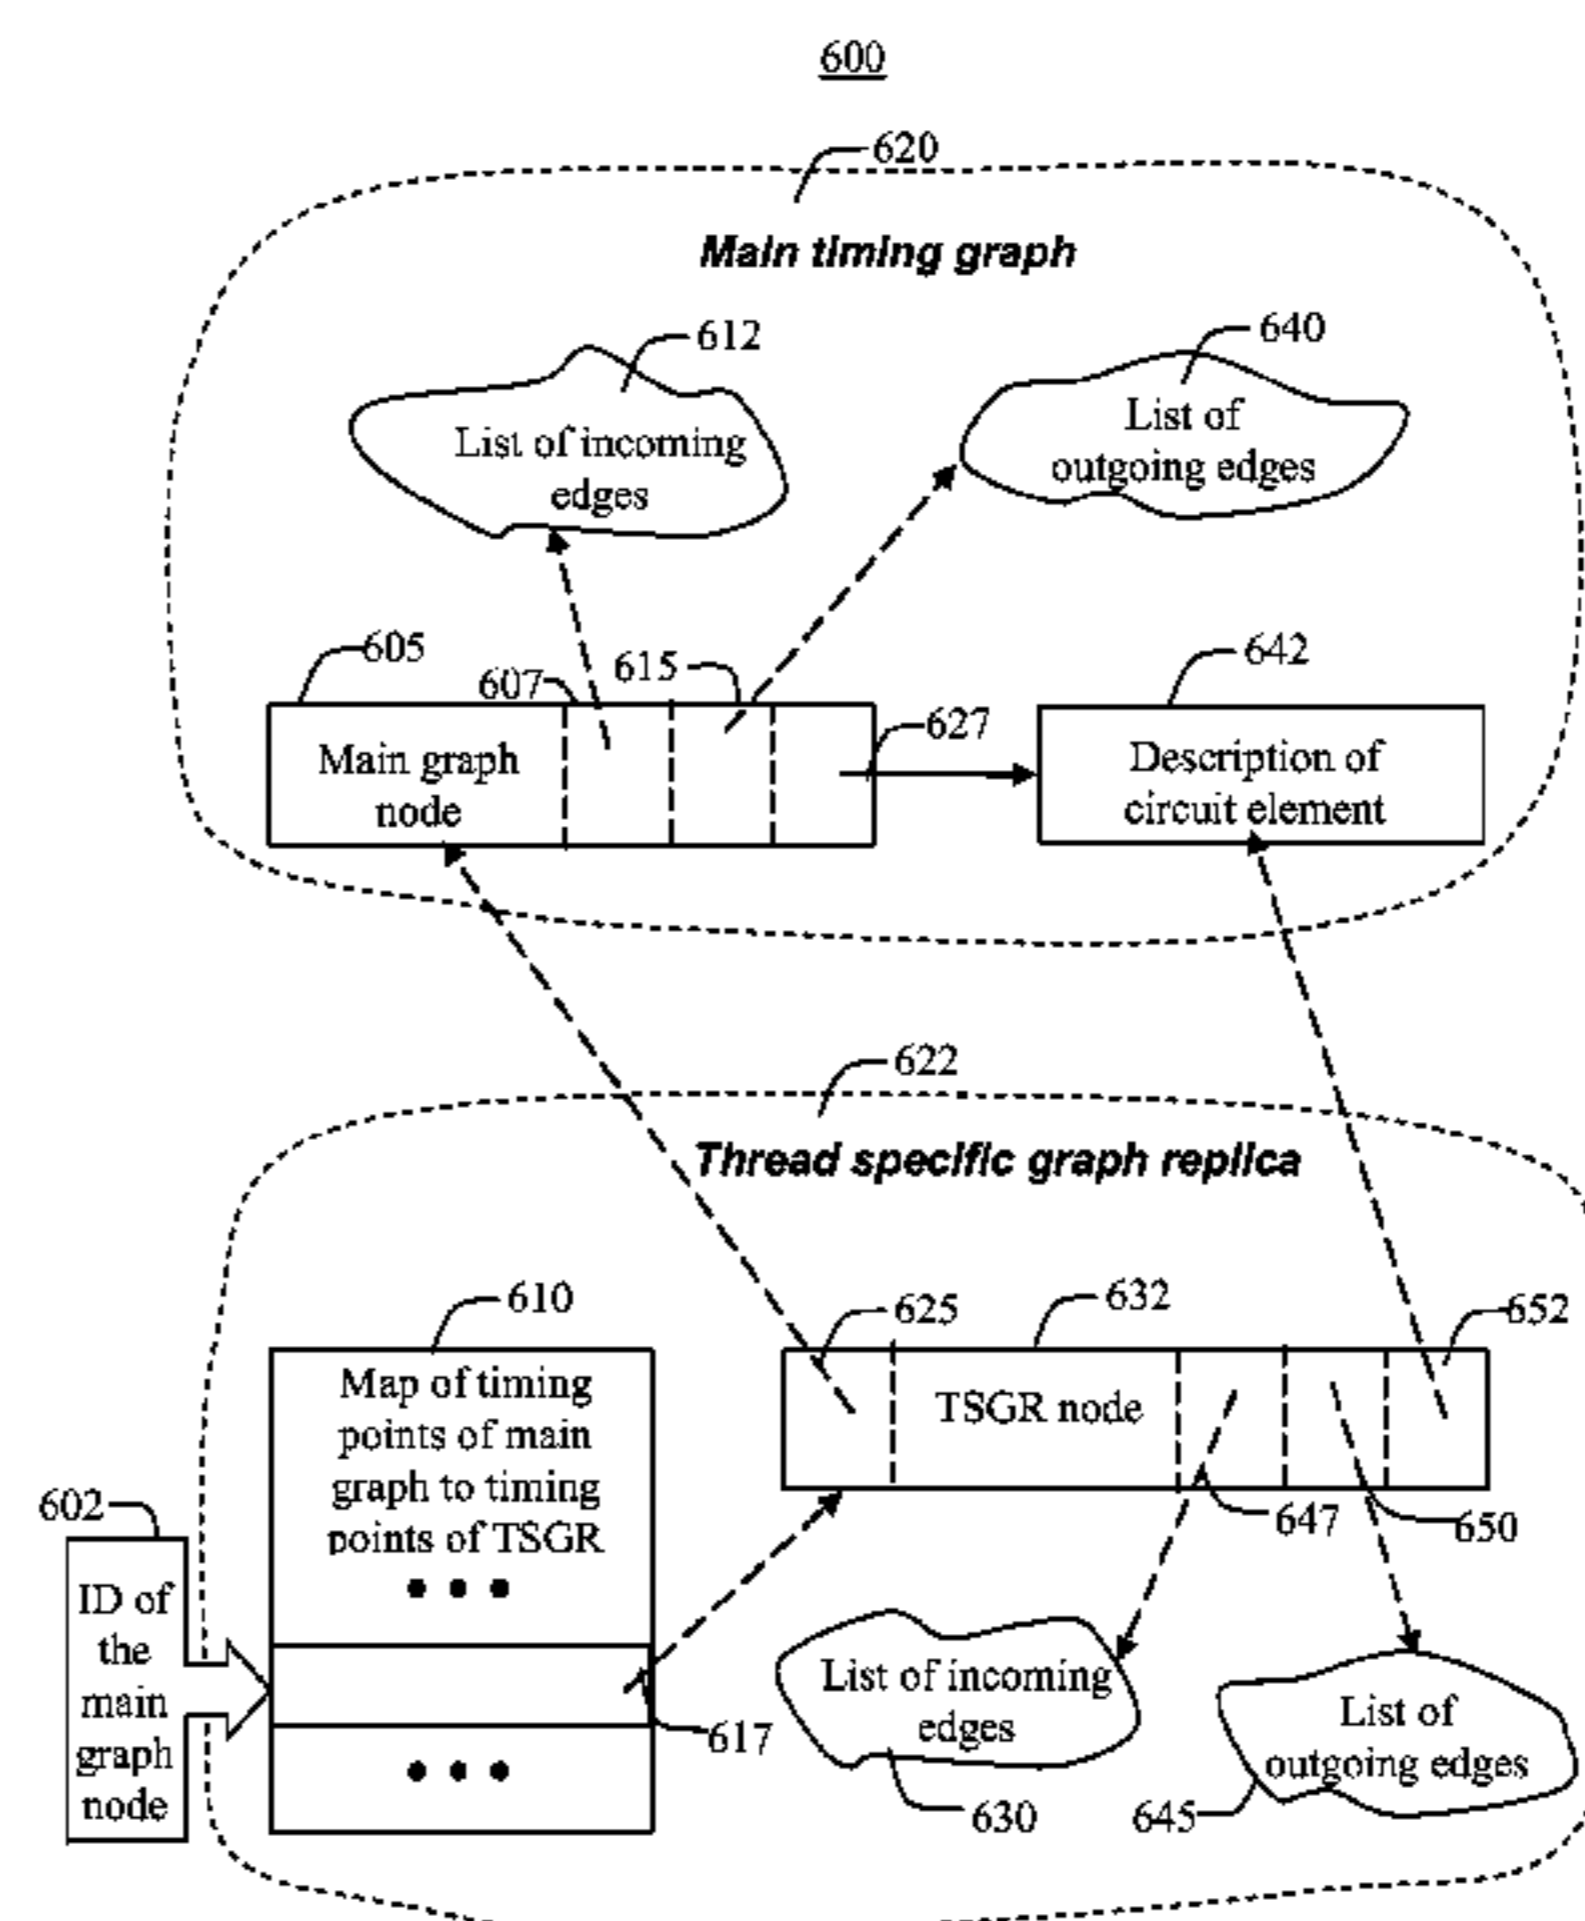 600
620
Main timing graph
612
640
List of incoming
edges
List of
outgoing edges
605
607
615
642
627
Main graph
node
Description of
circuit element
622
Thread specific graph replica
610
625
632
652
Map of timing
points of main
graph to timing
points of TSGR
• • •
TSGR node
602
647
650
ID of
the
main
graph
node
617
• • •
List of incoming
edges
List of
outgoing edges
630
645